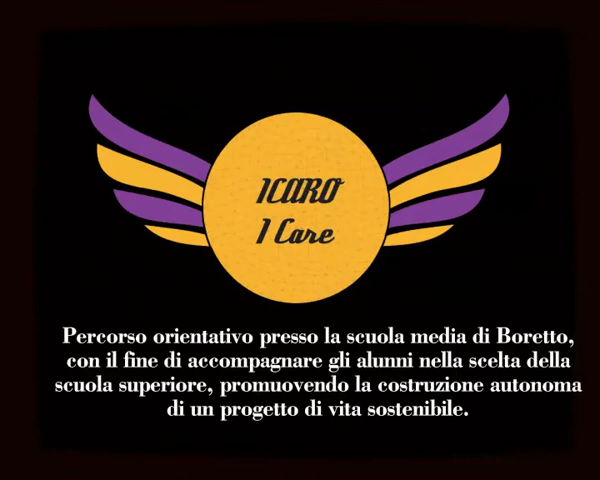 ICARO
I Care
Percorso orientativo presso la scuola media di Boretto,
con il fine di accompagnare gli alunni nella scelta della
scuola superiore, promuovendo la costruzione autonoma
di un progetto di vita sostenibile.